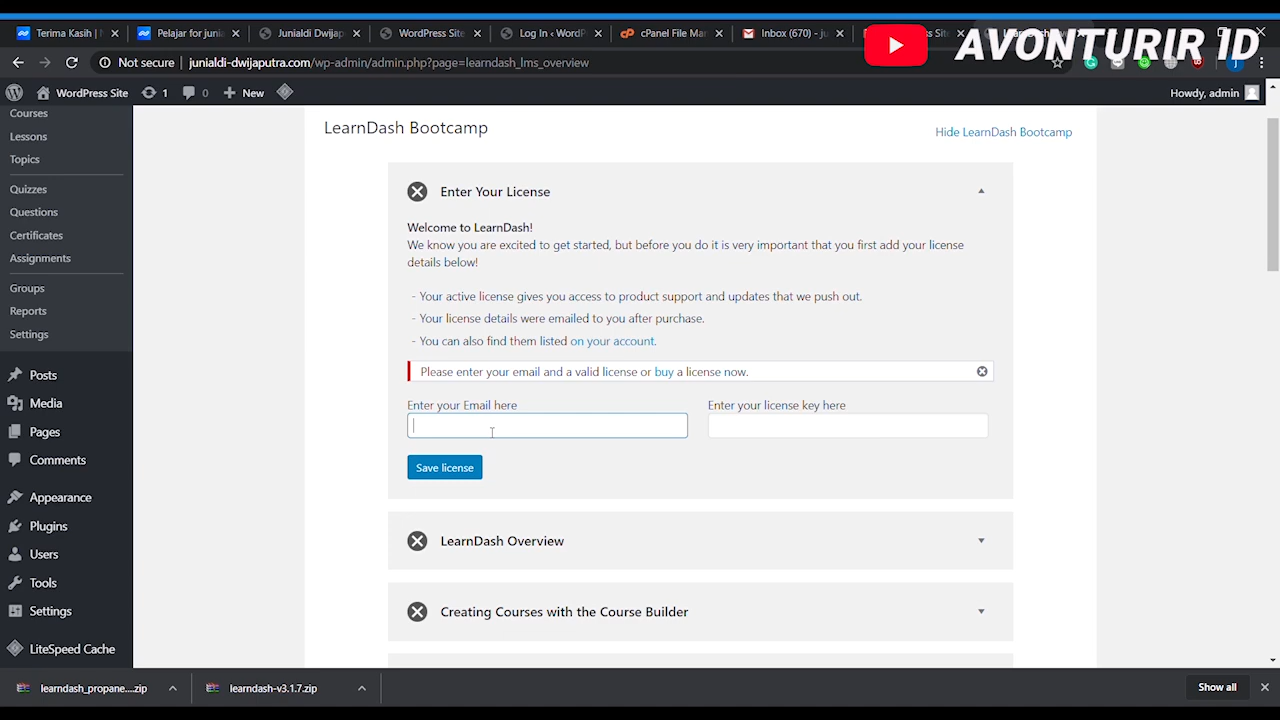 Terima Kasih | N
Pelajar for juni
Junialdi Dwijap
WordPress Site
Log In ‹ WordP
cPanel File Man
Inbox (670) - ju
AVONTURIR ID
Not secure | junialdi-dwijaputra.com/wp-admin/admin.php?page=learndash_lms_overview
WordPress Site 1 0 + New
Howdy, admin
Courses
Lessons
Topics
Quizzes
Questions
Certificates
Assignments
Groups
Reports
Settings
Posts
Media
Pages
Comments
Appearance
Plugins
Users
Tools
Settings
LiteSpeed Cache
LearnDash Bootcamp
Hide LearnDash Bootcamp
Enter Your License
Welcome to LearnDash!
We know you are excited to get started, but before you do it is very important that you first add your license
details below!
- Your active license gives you access to product support and updates that we push out.
- Your license details were emailed to you after purchase.
- You can also find them listed on your account.
Please enter your email and a valid license or buy a license now.
Enter your Email here
Enter your license key here
Save license
LearnDash Overview
Creating Courses with the Course Builder
learndash_propane....zip
learndash-v3.1.7.zip
Show all